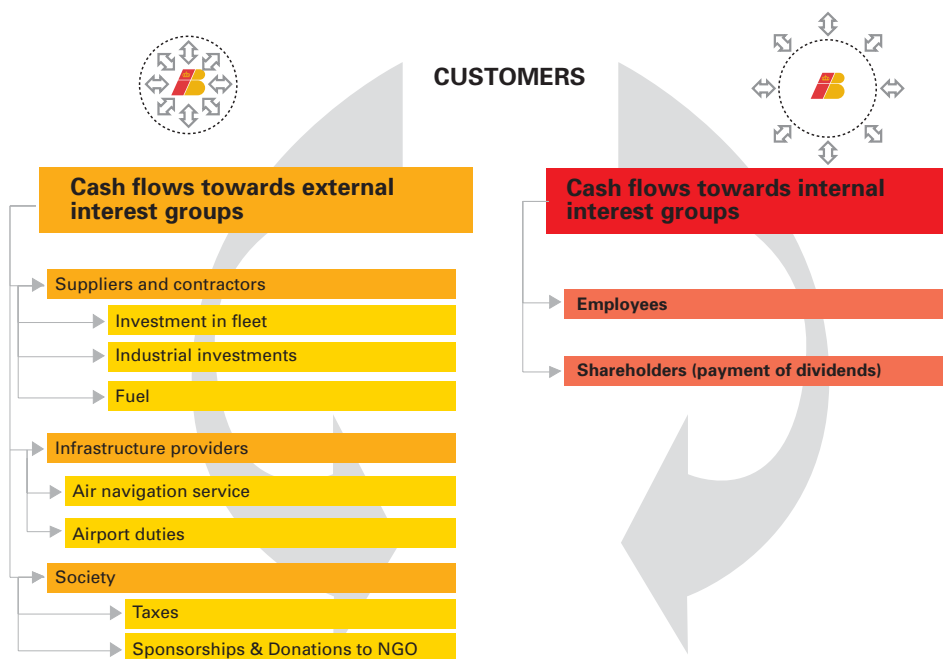 CUSTOMERS
Cash flows towards external
interest groups
Suppliers and contractors
Investment in fleet
Industrial investments
Fuel
Infrastructure providers
Air navigation service
Airport duties
Society
Taxes
Sponsorships & Donations to NGO
Cash flows towards internal
interest groups
Employees
Shareholders (payment of dividends)